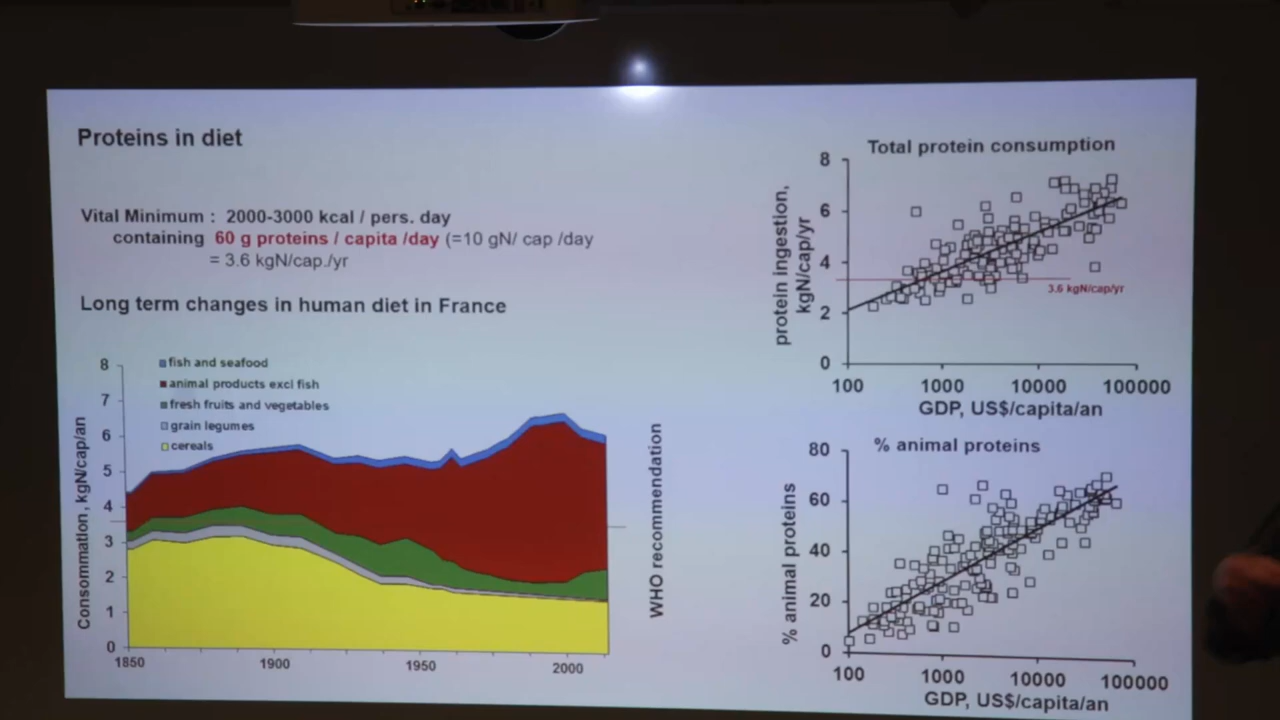 Proteins in diet
Vital Minimum : 2000-3000 kcal / pers. day
containing 60 g proteins / capita /day (=10 gN/ cap /day
= 3.6 kgN/cap./yr
Long term changes in human diet in France
8
7
6
5
4
3
2
1
0
Consommation, kgN/cap/an
fish and seafood
animal products excl fish
fresh fruits and vegetables
grain legumes
cereals
1850
1900
1950
2000
WHO recommendation
Total protein consumption
8
6
4
2
0
protein ingestion,
kgN/cap/yr
3.6 kgN/cap/yr
100
1000
10000
100000
GDP, US$/capita/an
% animal proteins
80
60
40
20
0
% animal proteins
100
1000
10000
100000
GDP, US$/capita/an